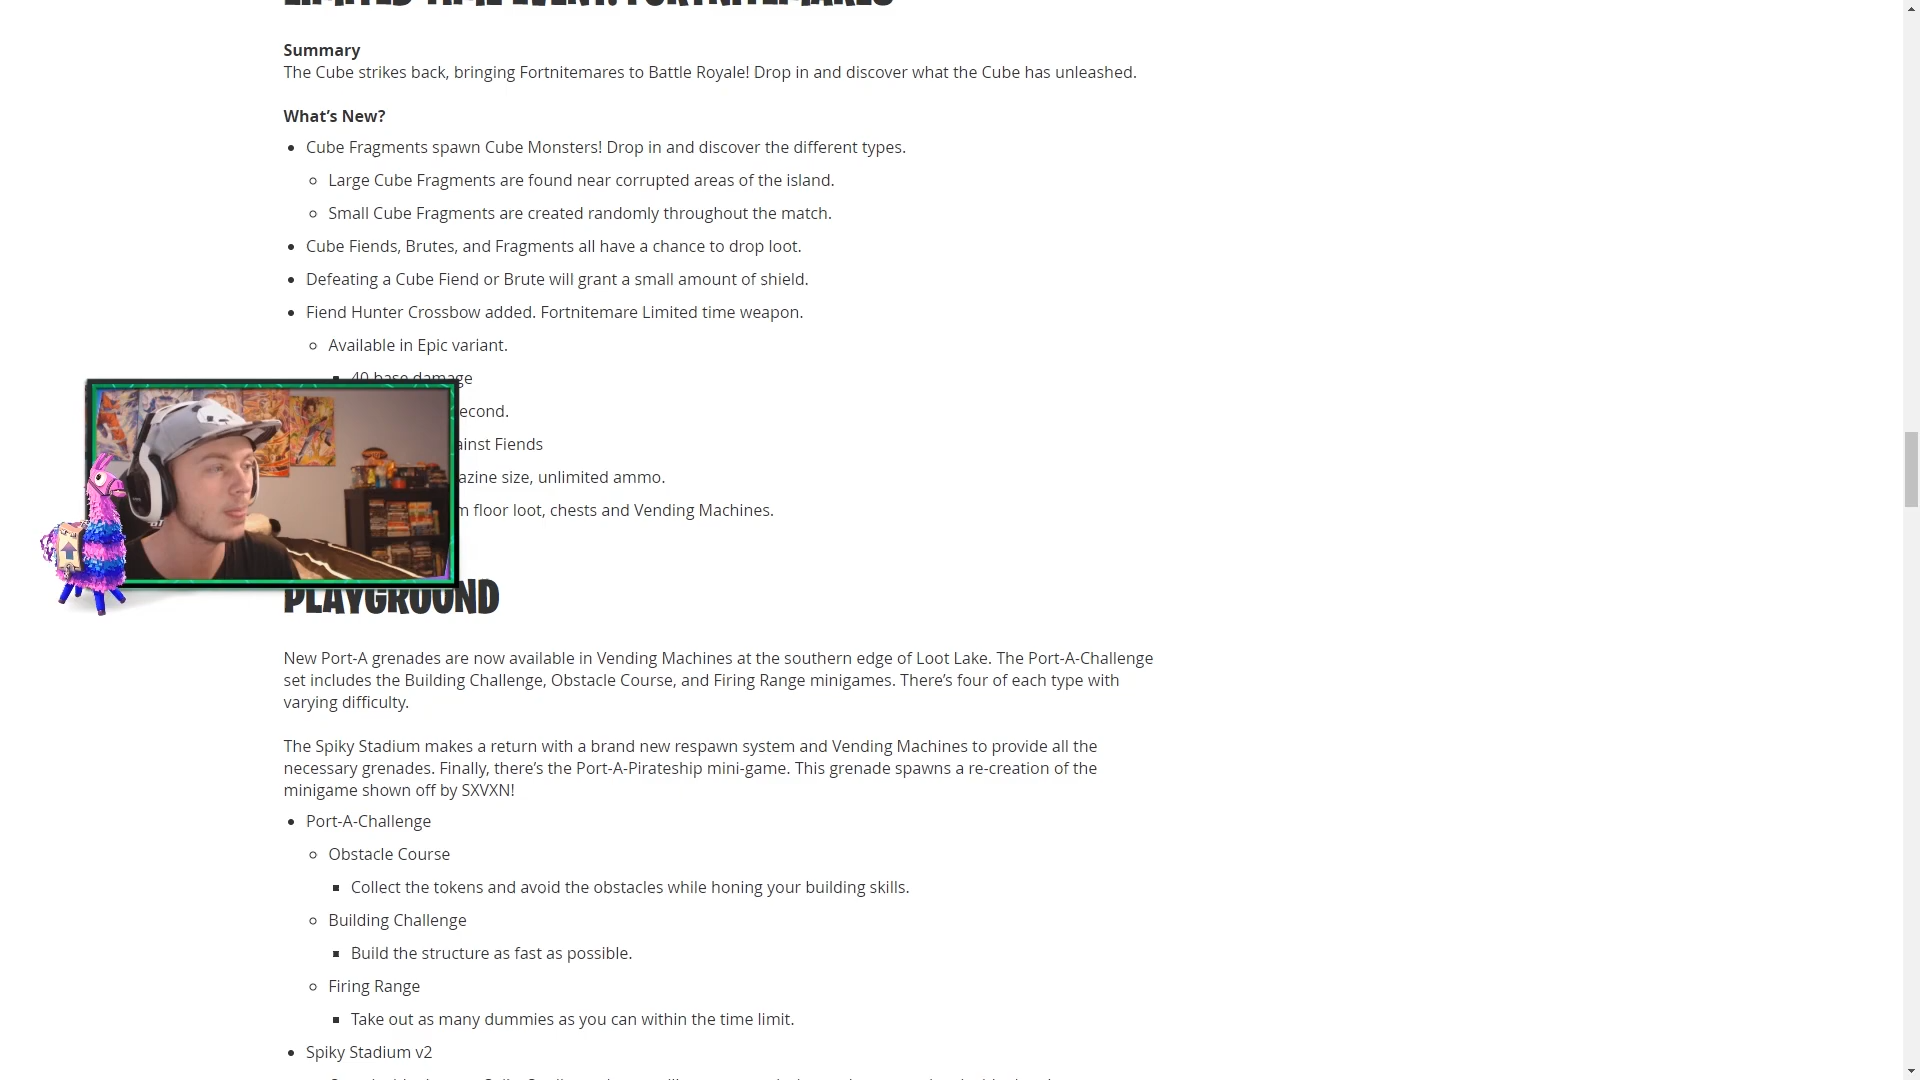 LIMITED TIME EVENT: FORTNITEMARES
Summary
The Cube strikes back, bringing Fortnitemares to Battle Royale! Drop in and discover what the Cube has unleashed.
What’s New?
Cube Fragments spawn Cube Monsters! Drop in and discover the different types.
Large Cube Fragments are found near corrupted areas of the island.
Small Cube Fragments are created randomly throughout the match.
Cube Fiends, Brutes, and Fragments all have a chance to drop loot.
Defeating a Cube Fiend or Brute will grant a small amount of shield.
Fiend Hunter Crossbow added. Fortnitemare Limited time weapon.
Available in Epic variant.
40 base damage
econd.
ainst Fiends
azine size, unlimited ammo.
m floor loot, chests and Vending Machines.
PLAYGROUND
New Port-A grenades are now available in Vending Machines at the southern edge of Loot Lake. The Port-A-Challenge
set includes the Building Challenge, Obstacle Course, and Firing Range minigames. There’s four of each type with
varying difficulty.
The Spiky Stadium makes a return with a brand new respawn system and Vending Machines to provide all the
necessary grenades. Finally, there’s the Port-A-Pirateship mini-game. This grenade spawns a re-creation of the
minigame shown off by SXVXN!
Port-A-Challenge
Obstacle Course
Collect the tokens and avoid the obstacles while honing your building skills.
Building Challenge
Build the structure as fast as possible.
Firing Range
Take out as many dummies as you can within the time limit.
Spiky Stadium v2